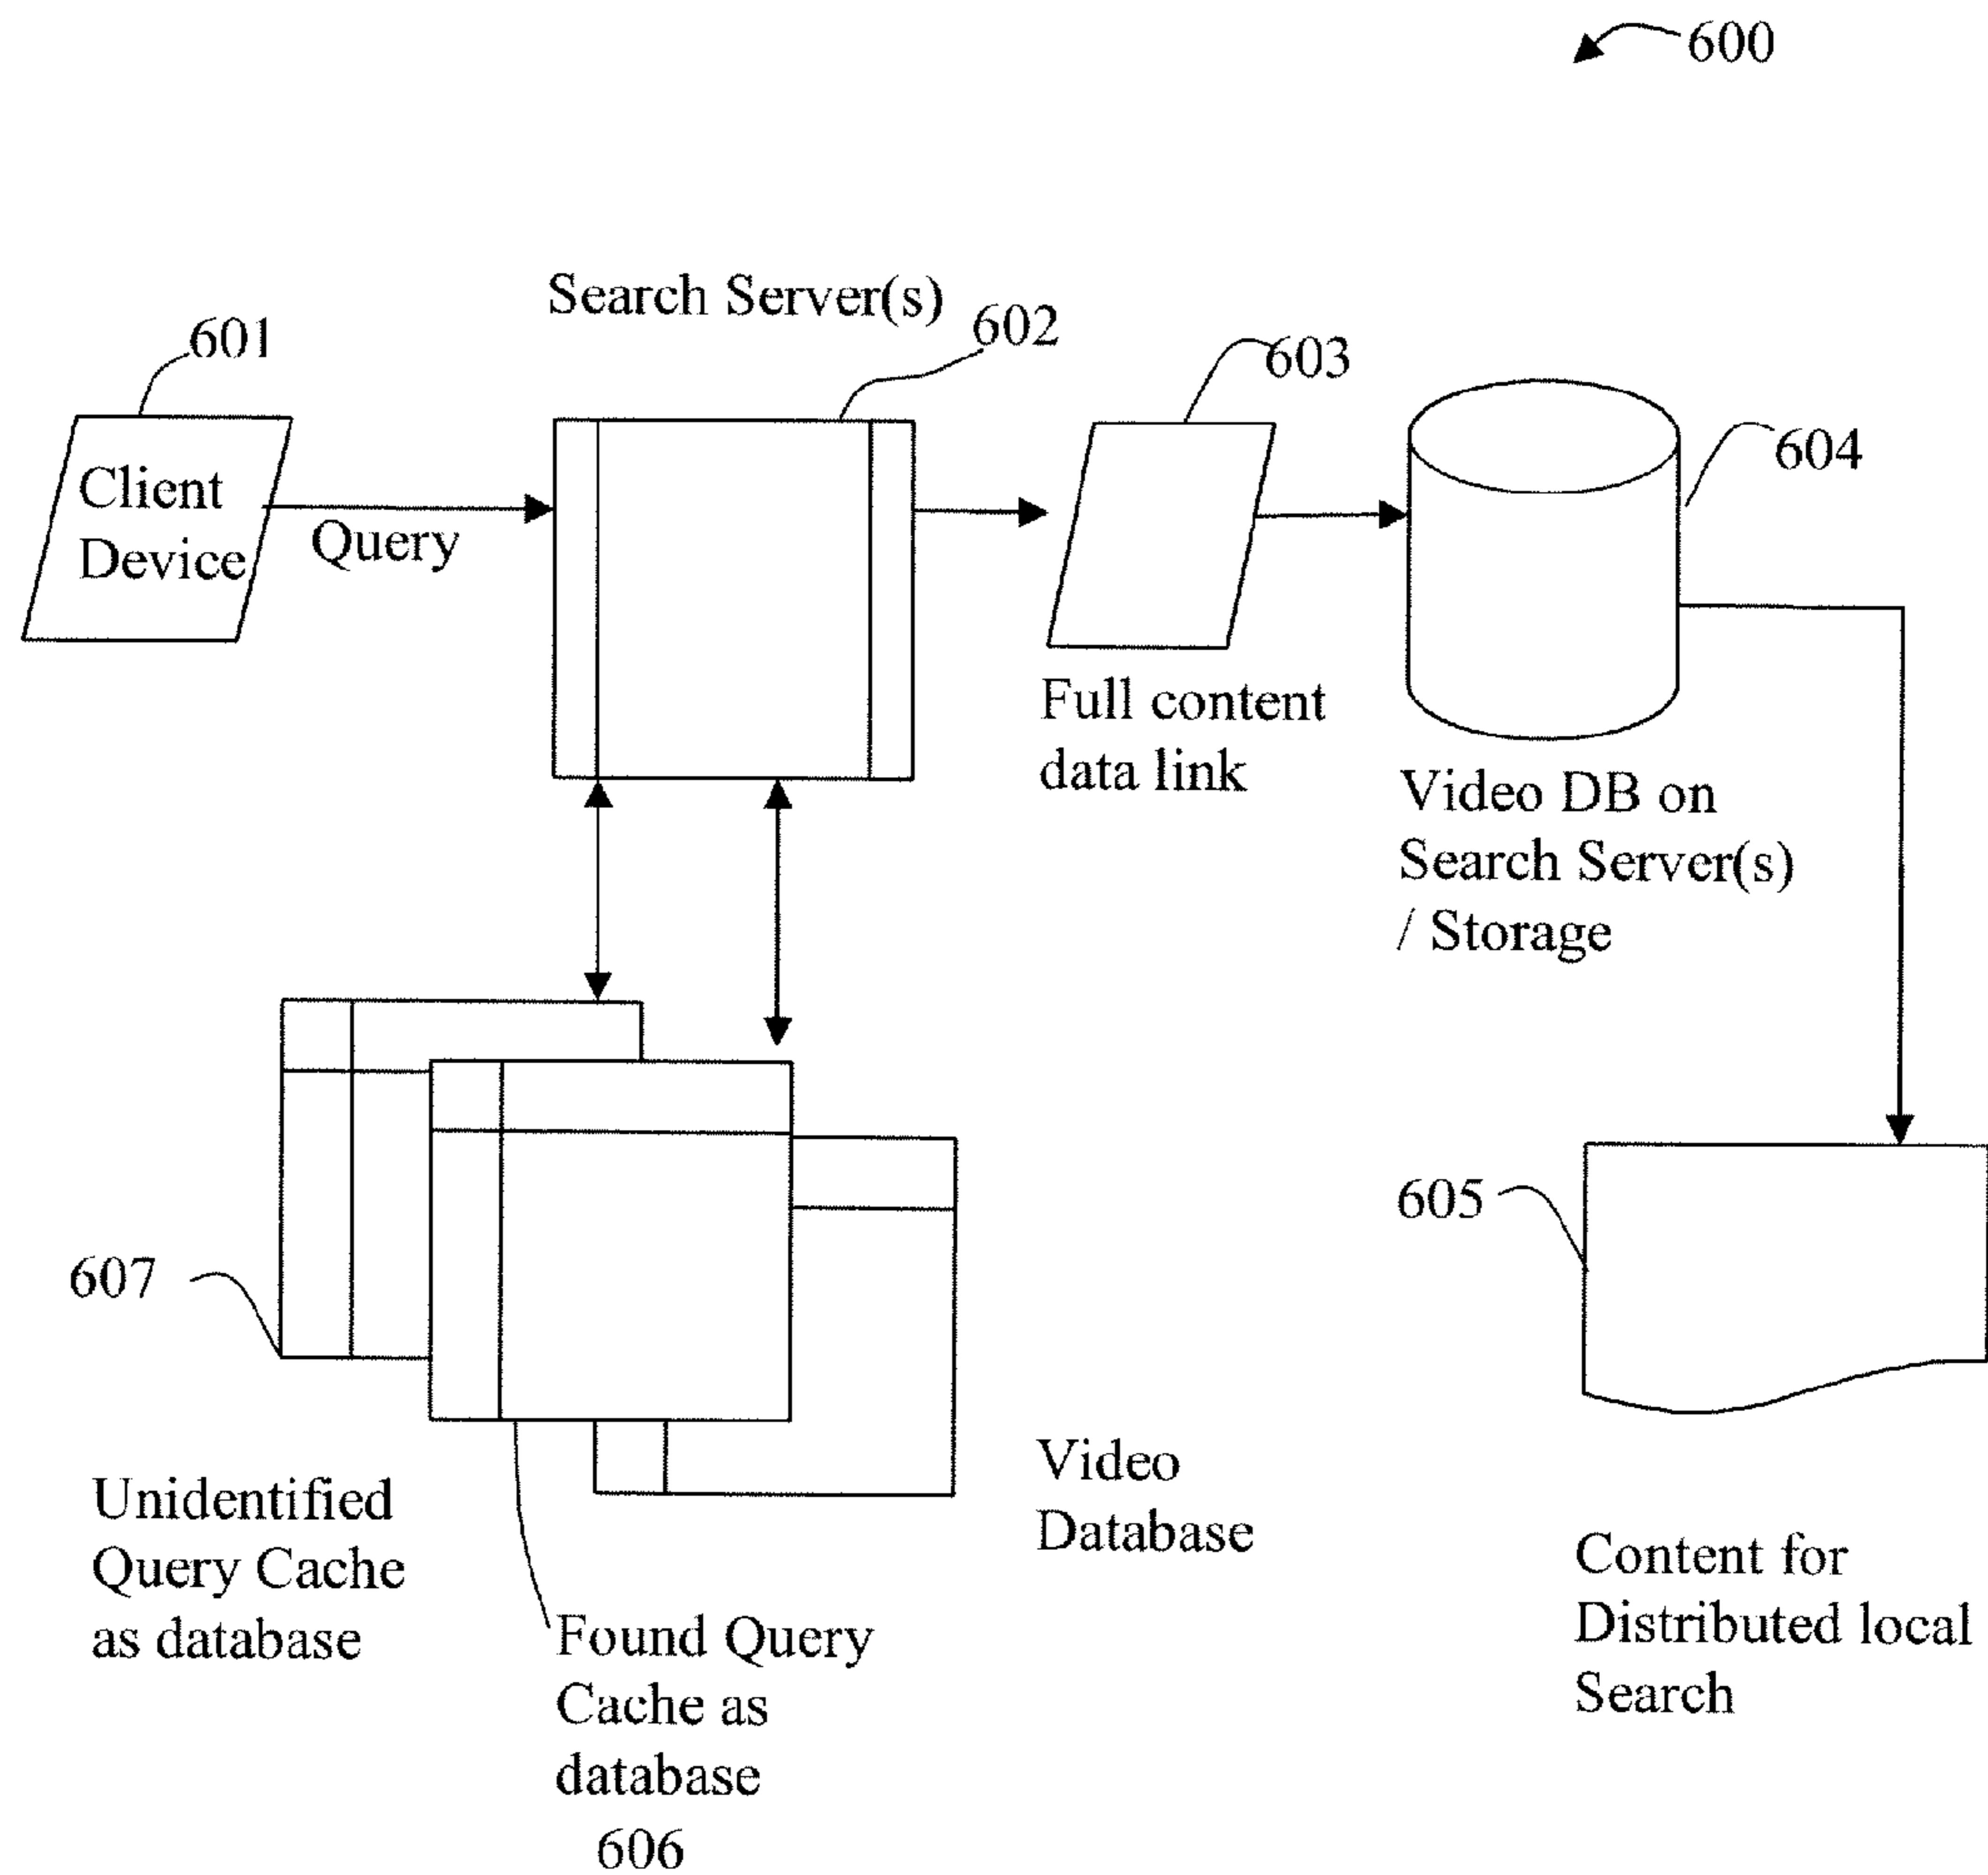 600
Search Server(s)
601
602
603
604
Client
Device
Query
Full content
data link
Video DB on
Search Server(s)
/ Storage
605
607
Unidentified
Query Cache
as database
Found Query
Cache as
database
606
Video
Database
Content for
Distributed local
Search